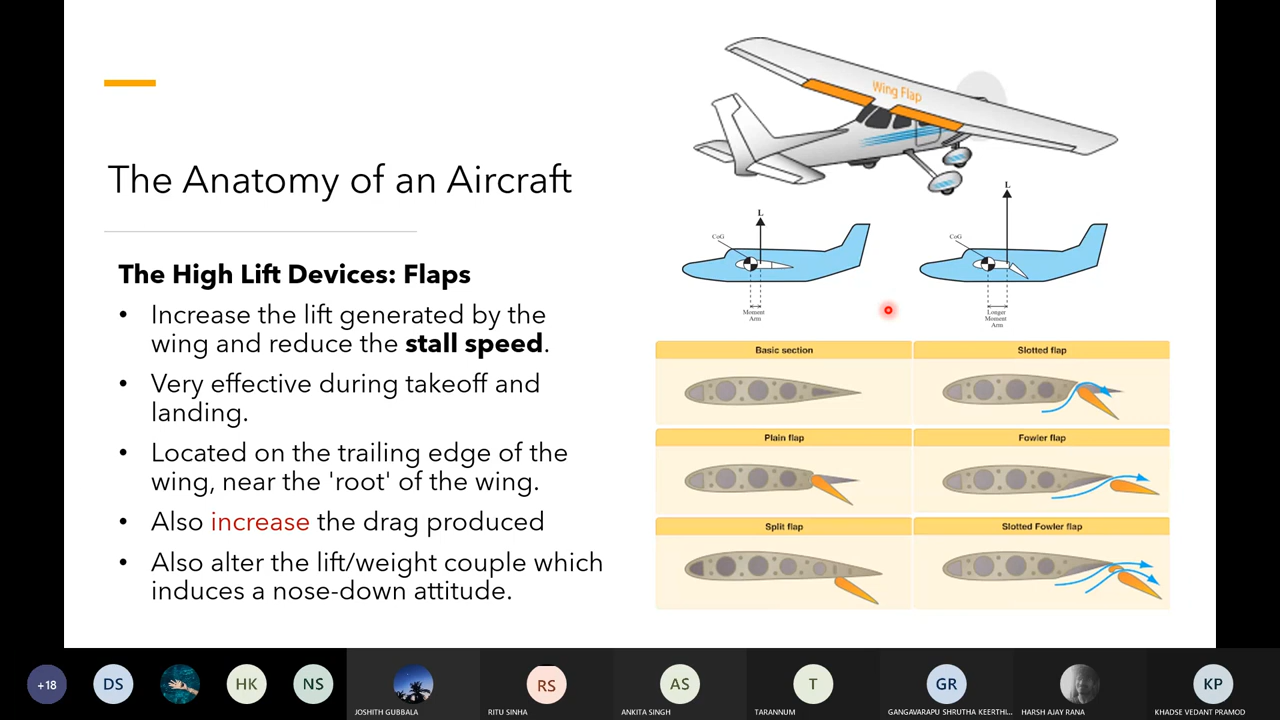 Wing Flap
The Anatomy of an Aircraft
The High Lift Devices: Flaps
• Increase the lift generated by the
wing and reduce the stall speed.
• Very effective during takeoff and
landing.
• Located on the trailing edge of the
wing, near the 'root' of the wing.
• Also increase the drag produced
• Also alter the lift/weight couple which
induces a nose-down attitude.
L
CoG
Moment
Arm
L
CoG
Longer
Moment
Arm
Basic section
Slotted flap
Plain flap
Fowler flap
Split flap
Slotted Fowler flap
+18
DS
HK
NS
JOSHITH GUBBALA
RS
RITU SINHA
AS
ANKITA SINGH
T
TARANNUM
GR
GANGAVARAPU SHRUTHA KEERTHI...
HARSH AJAY RANA
KP
KHADSE VEDANT PRAMOD